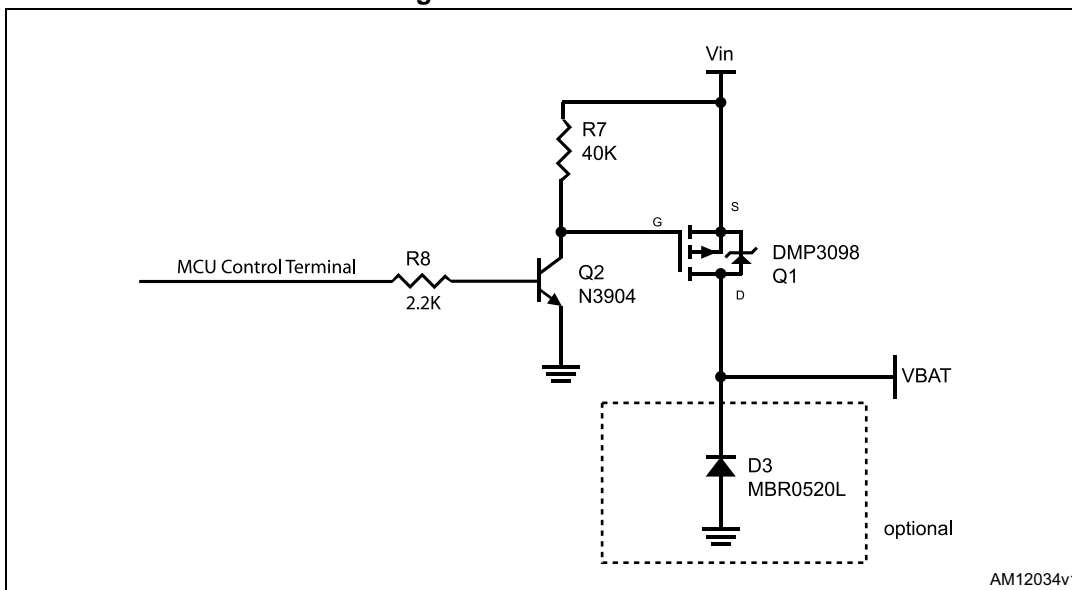 g
Vin
R7
40K
S
G
DMP3098
Q1
MCU Control Terminal
R8
2.2K
Q2
N3904
D
VBAT
D3
MBR0520L
optional
AM12034v1